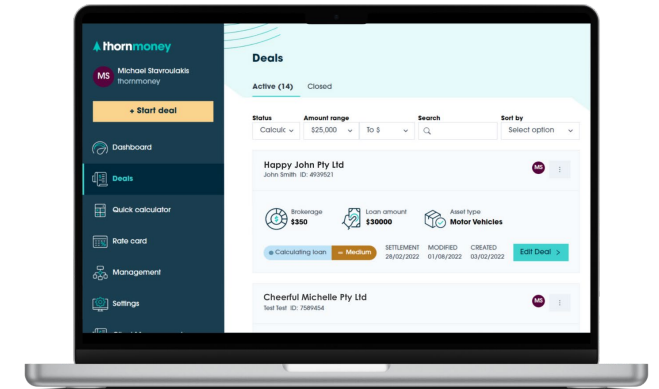 thornmoney
MS
Michael Stavroulakis
thornmoney
+ Start deal
Dashboard
Deals
Quick calculator
Rate card
Management
Settings
Deals
Active (14) Closed
Status Amount range Search Sort by
Calculc $25,000 To $ Select option
Happy John Pty Ltd
John Smith ID: 4939521
MS
Brokerage Loan amount Asset type
$350 $30000 Motor Vehicles
SETTLEMENT MODIFIED CREATED
Calculating loan Medium 28/02/2022 01/08/2022 03/02/2022 Edit Deal >
Cheerful Michelle Pty Ltd
Test Test ID: 7589454
MS